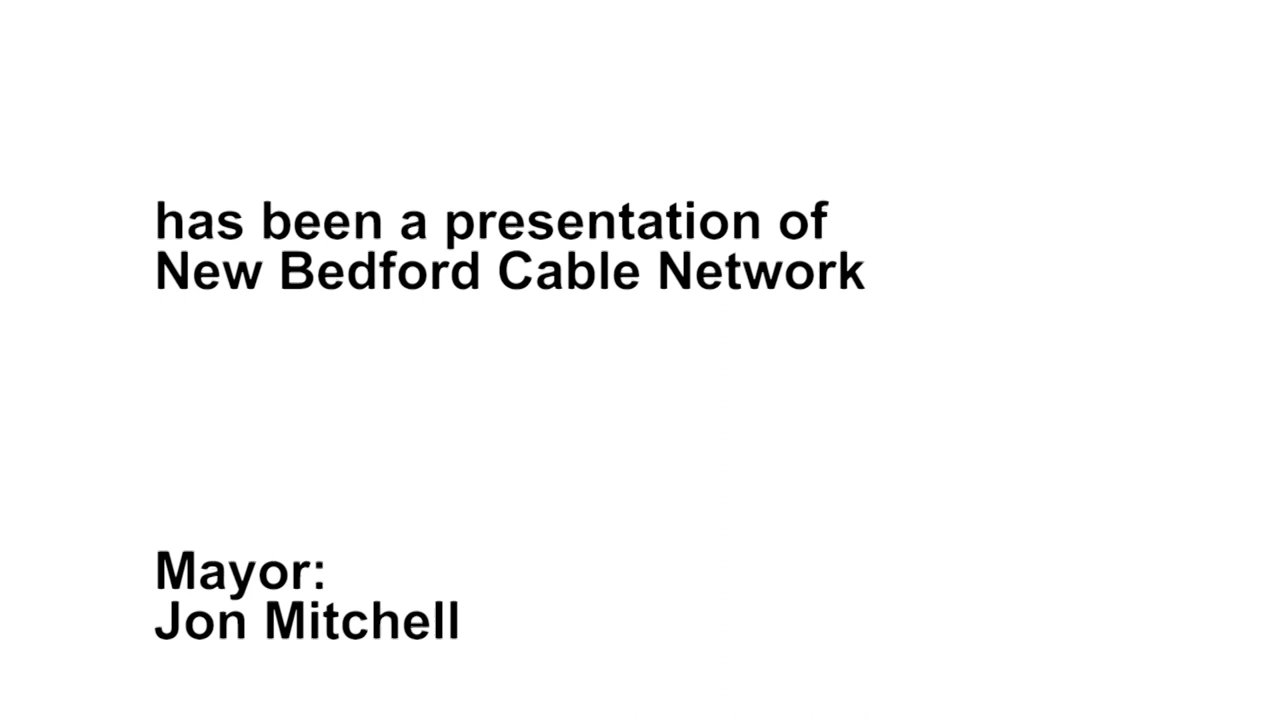 has been a presentation of
New Bedford Cable Network
Mayor:
Jon Mitchell